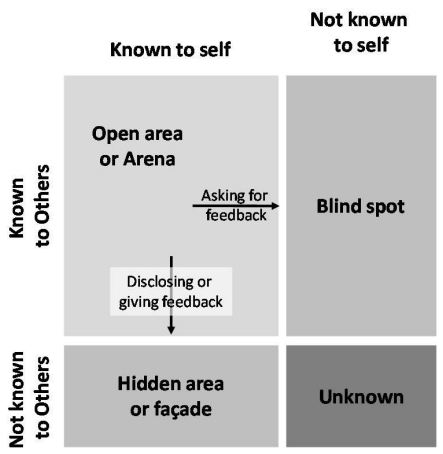 Known to self
Not known
to self
Known
to Others
Open area
or Arena
Asking for
feedback
Blind spot
Disclosing or
giving feedback
Not known
to Others
Hidden area
or façade
Unknown